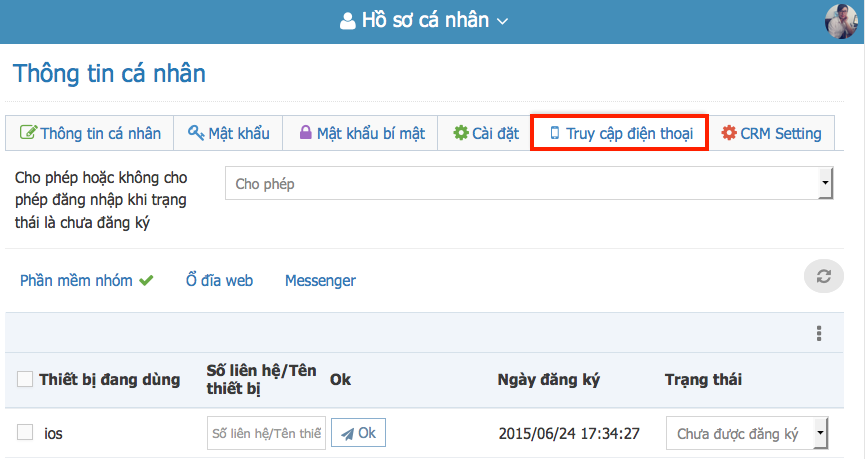 Hồ sơ cá nhân
Thông tin cá nhân
Thông tin cá nhân Mật khẩu Mật khẩu bí mật Cài đặt Truy cập điện thoại CRM Setting
Cho phép hoặc không cho
phép đăng nhập khi trạng
thái là chưa đăng ký
Cho phép
Phần mềm nhóm Ổ đĩa web Messenger
Thiết bị đang dùng
Số liên hệ/Tên
thiết bị
Ok
Ngày đăng ký
Trạng thái
ios Số liên hệ/Tên thiế Ok 2015/06/24 17:34:27 Chưa được đăng ký